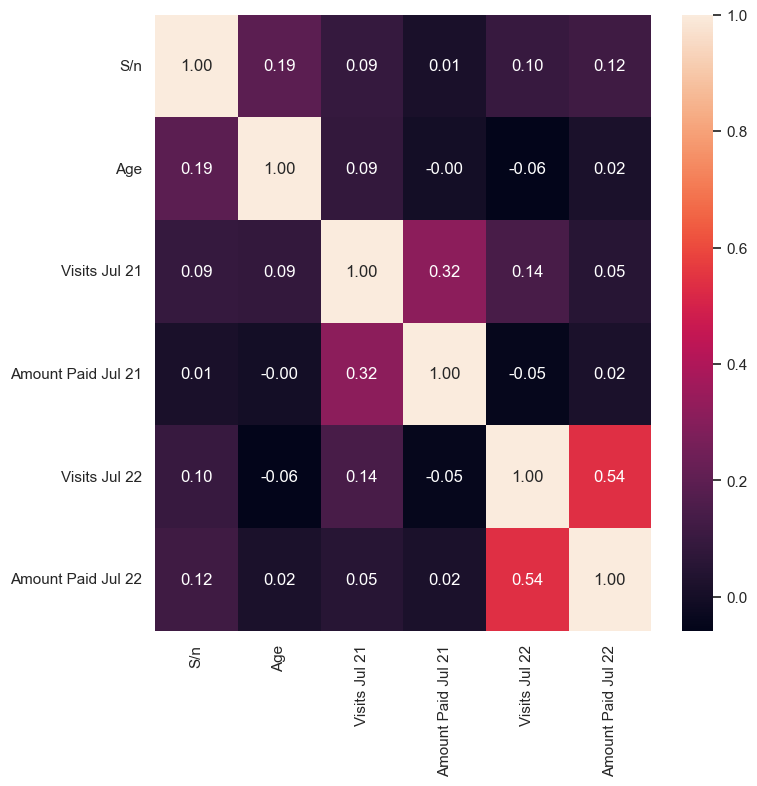 S/n 1.00 0.19 0.09 0.01 0.10 0.12
Age 0.19 1.00 0.09 -0.00 -0.06 0.02
Visits Jul 21 0.09 0.09 1.00 0.32 0.14 0.05
Amount Paid Jul 21 0.01 -0.00 0.32 1.00 -0.05 0.02
Visits Jul 22 0.10 -0.06 0.14 -0.05 1.00 0.54
Amount Paid Jul 22 0.12 0.02 0.05 0.02 0.54 1.00
S/n
Age
Visits Jul 21
Amount Paid Jul 21
Visits Jul 22
Amount Paid Jul 22
1.0
0.8
0.6
0.4
0.2
0.0